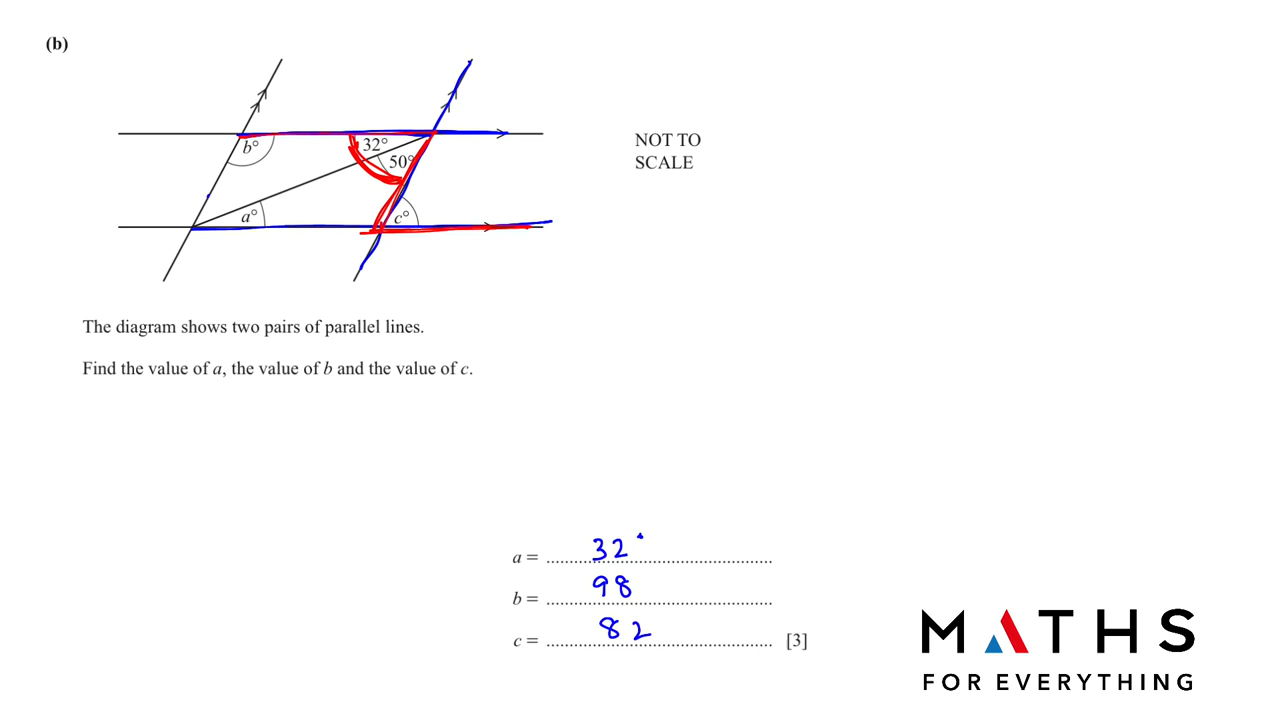 (b)
b°
32°
50°
a°
c°
NOT TO
SCALE
The diagram shows two pairs of parallel lines.
Find the value of a, the value of b and the value of c.
a = 32°
b = 98
c = 82 [3]
MATHS
FOR EVERYTHING